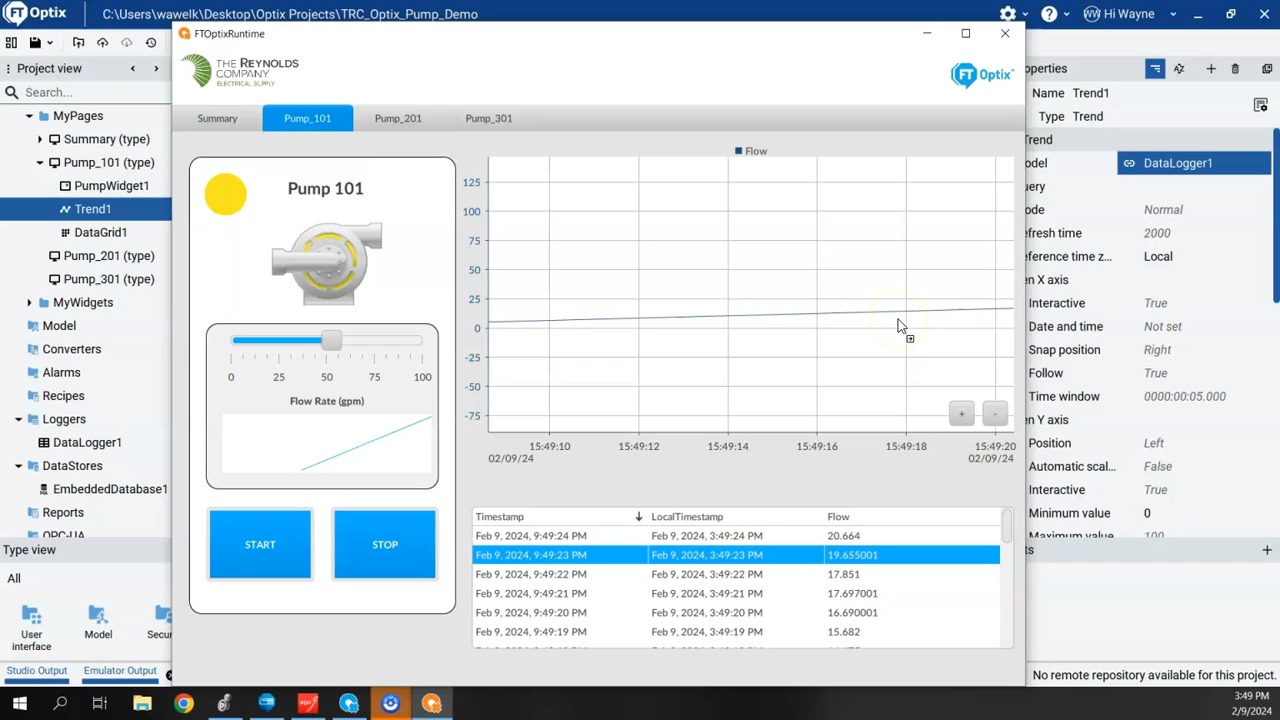 FT Optix
C:\Users\wawelk\Desktop\Optix Projects\TRC_Optix_Pump_Demo
Hi Wayne
Project view
Search...
MyPages
Summary (type)
Pump_101 (type)
PumpWidget1
Trend1
DataGrid1
Pump_201 (type)
Pump_301 (type)
MyWidgets
Model
Converters
Alarms
Recipes
Loggers
DataLogger1
DataStores
EmbeddedDatabase1
Reports
OPC-UA
Type view
All
User interface
Model
Secur
Studio Output
Emulator Output
FTOptixRuntime
THE REYNOLDS
COMPANY
ELECTRICAL SUPPLY
FT Optix™
Summary
Pump_101
Pump_201
Pump_301
Pump 101
0 25 50 75 100
Flow Rate (gpm)
START
STOP
Flow
125
100
75
50
25
0
-25
-50
-75
+ -
15:49:10 15:49:12 15:49:14 15:49:16 15:49:18 15:49:20
02/09/24 02/09/24
Timestamp LocalTimestamp Flow
Feb 9, 2024, 9:49:24 PM Feb 9, 2024, 3:49:24 PM 20.664
Feb 9, 2024, 9:49:23 PM Feb 9, 2024, 3:49:23 PM 19.655001
Feb 9, 2024, 9:49:22 PM Feb 9, 2024, 3:49:22 PM 17.851
Feb 9, 2024, 9:49:21 PM Feb 9, 2024, 3:49:21 PM 17.697001
Feb 9, 2024, 9:49:20 PM Feb 9, 2024, 3:49:20 PM 16.690001
Feb 9, 2024, 9:49:19 PM Feb 9, 2024, 3:49:19 PM 15.682
operties
Name Trend1
Type Trend
Trend
odel DataLogger1
uery
ode Normal
efresh time 2000
eference time z... Local
en X axis
Interactive True
Date and time Not set
Snap position Right
Follow True
Time window 0000:00:05.000
en Y axis
Position Left
Automatic scal... False
Interactive True
Minimum value 0
Maximum value 100
ts
No remote repository available for this project.
3:49 PM
2/9/2024